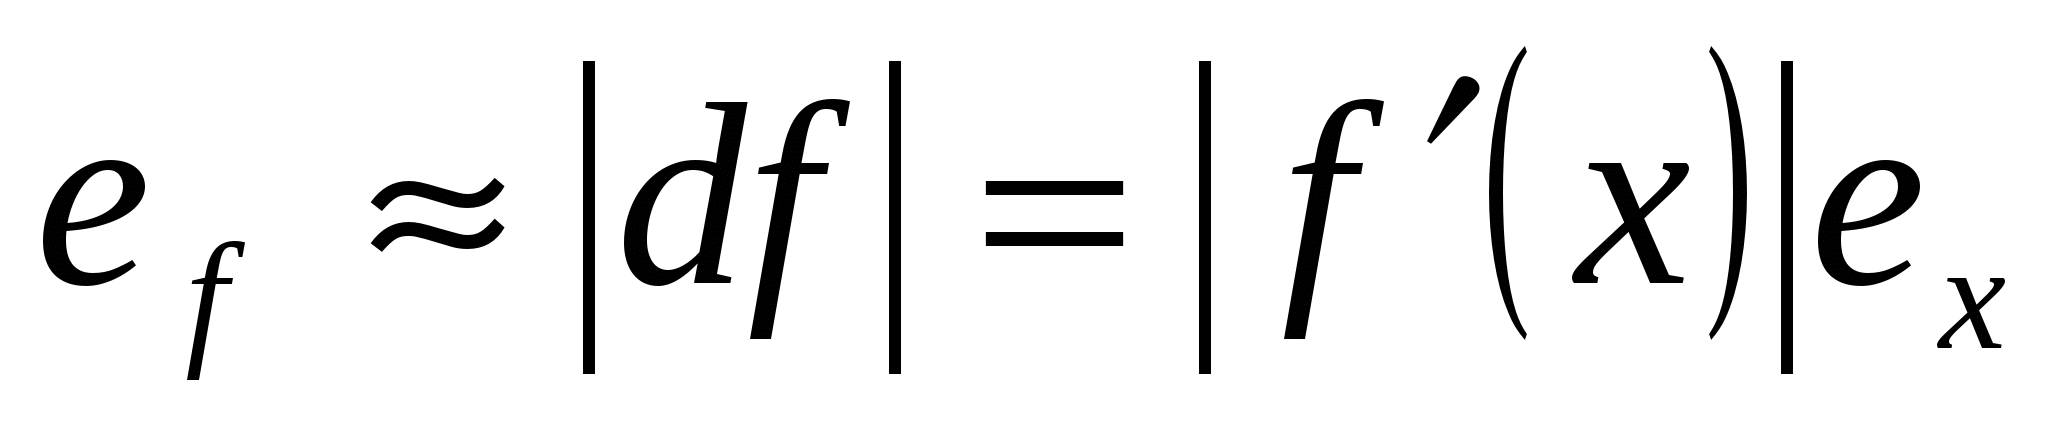 e_f ≈ |df| = |f′(x)|e_x